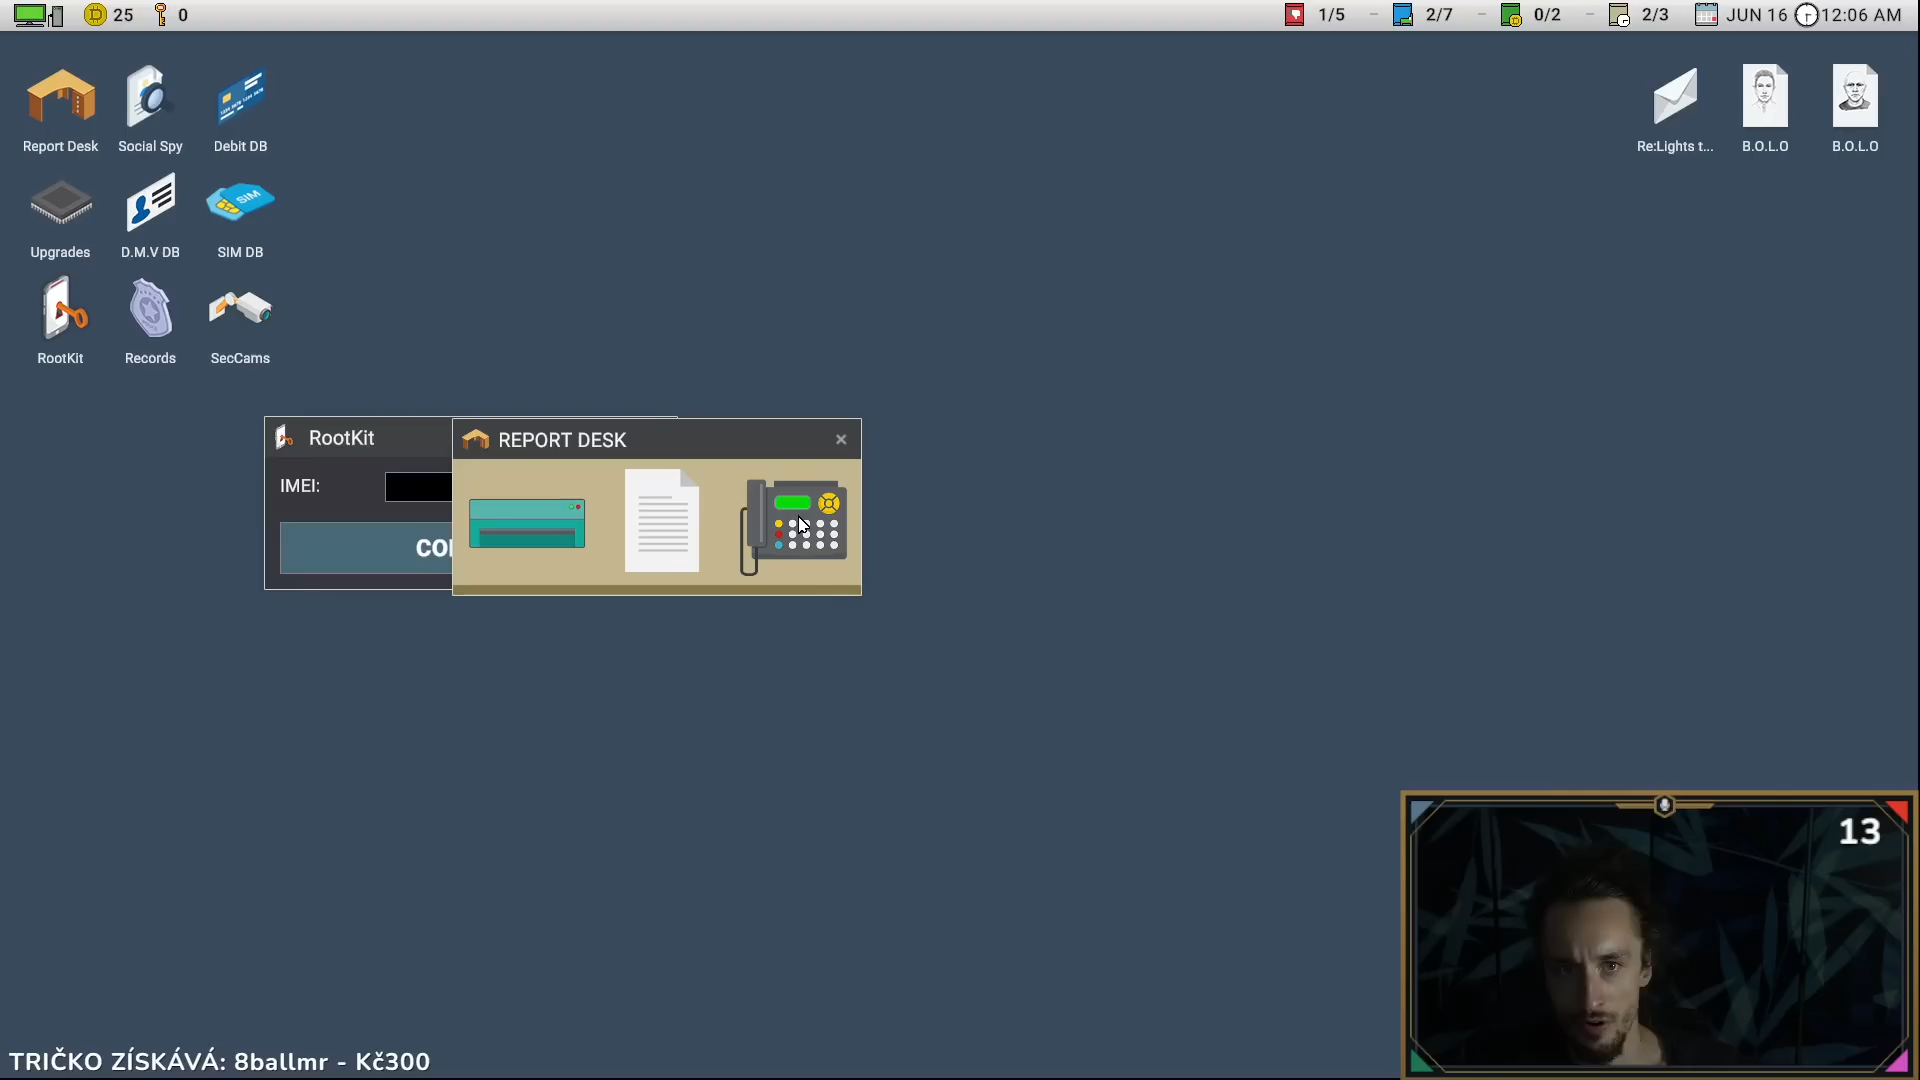 25
0
1/5 - 2/7 - 0/2 - 2/3 JUN 16 12:06 AM
Report Desk
Social Spy
Debit DB
Re:Lights t...
B.O.L.O
B.O.L.O
Upgrades
D.M.V DB
SIM DB
RootKit
Records
SecCams
SIM
RootKit
REPORT DESK
IMEI:
13
TRIČKO ZÍSKÁVÁ: 8ballmr - Kč300